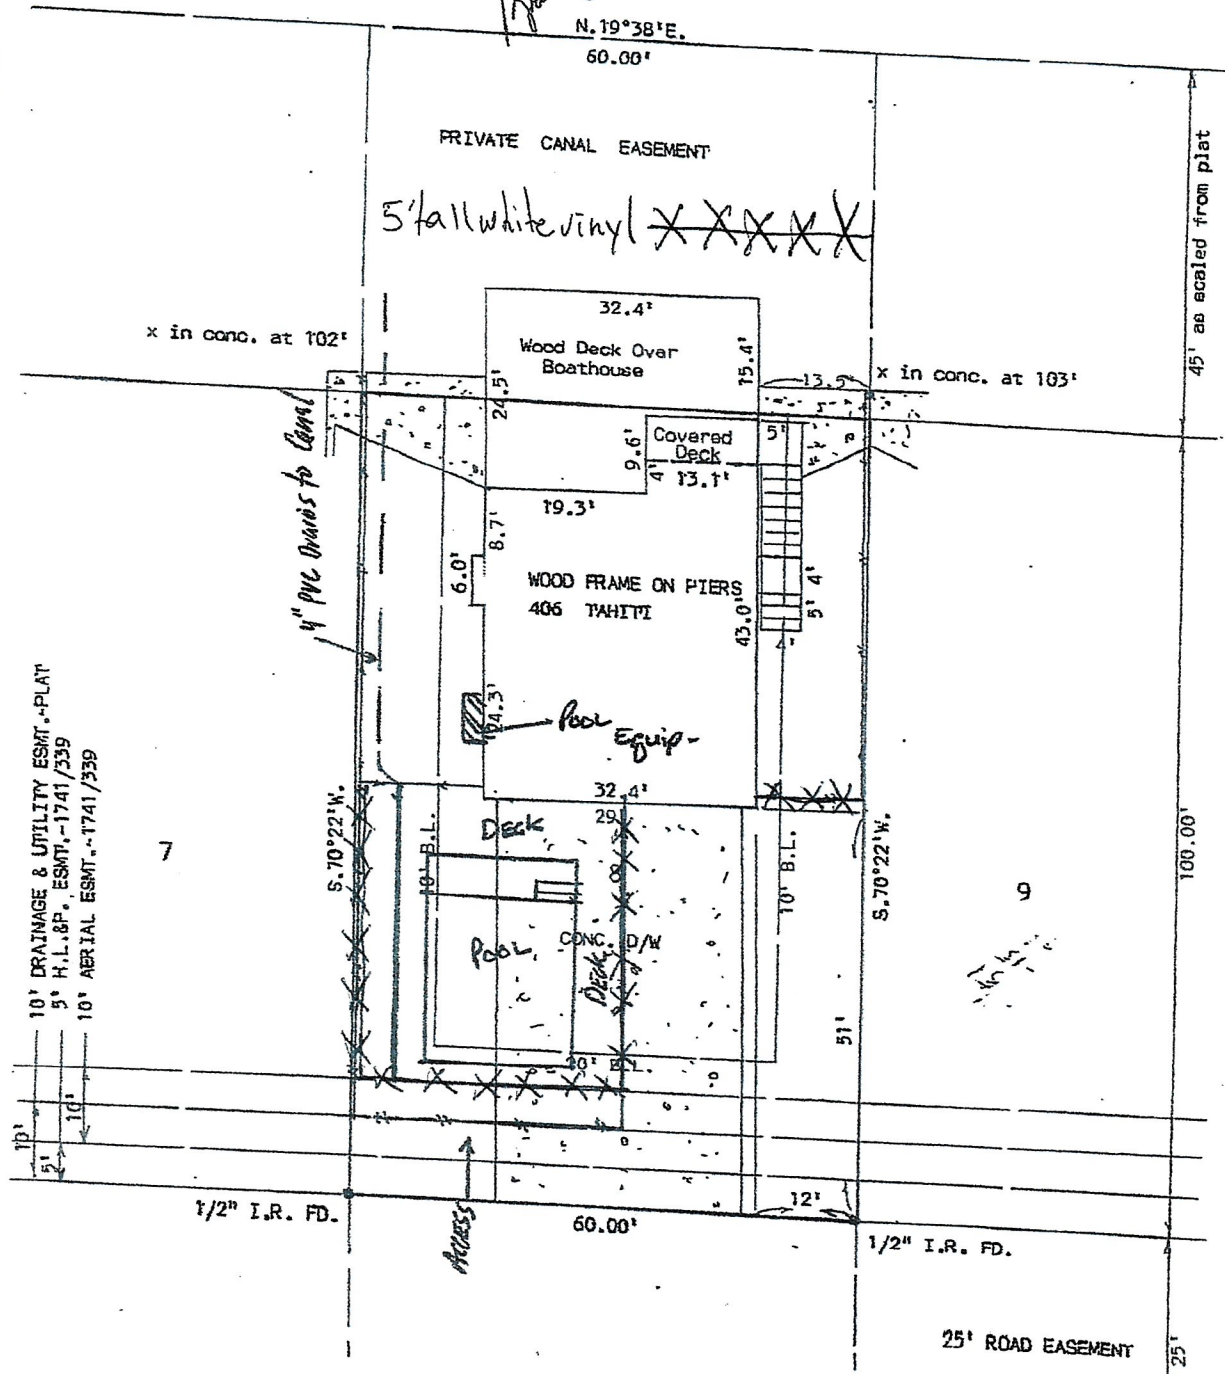 N.19°38'E.
60.00'
PRIVATE CANAL EASEMENT
5' tall white vinyl
45' as scaled from plat
x in conc. at 102'
32.4'
Wood Deck Over
Boathouse
15.4'
24.5'
13.5'
x in conc. at 103'
4" PVC Drains to Canal
9.6'
Covered
Deck
5'
4'
13.1'
19.3'
8.7'
6.0'
WOOD FRAME ON PIERS
406 TAHITI
43.0'
5' 4'
4'
24.3'
Pool
Equip-
32.4'
29
10' DRAINAGE & UTILITY ESMT.-PLAT
5' H.L.&P. ESMT.-1741/339
10' AERIAL ESMT.-1741/339
7
S.70°22'W.
10' B.L.
DECK
Pool
CONC. D/W
Deck
10' B.L.
S.70°22'W.
9
100.00'
51'
20' B.L.
10'
10'
5'
12'
1/2" I.R. FD.
Access
60.00'
1/2" I.R. FD.
25' ROAD EASEMENT
25'